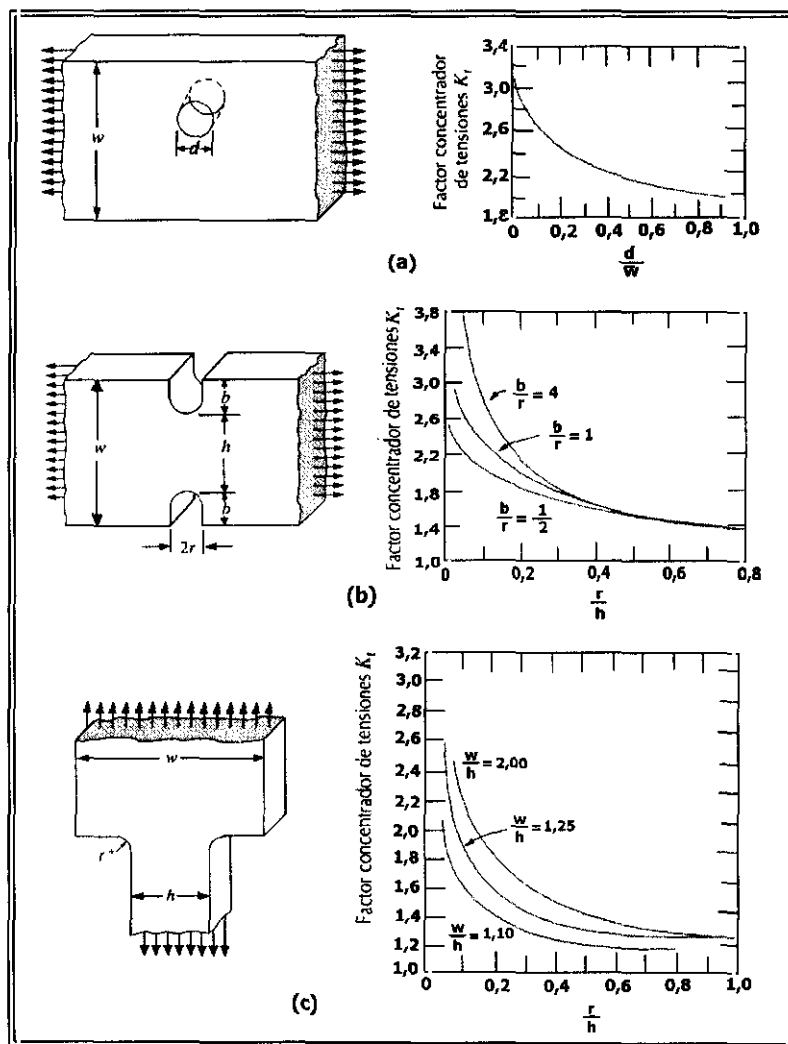 w
d
Factor concentrador
de tensiones Kt
3,4
3,0
2,6
2,2
1,8
0 0,2 0,4 0,6 0,8 1,0
d
w
(a)
w
b
h
b
2r
Factor concentrador de tensiones Kt
3,8
3,4
3,0
2,6
2,2
1,8
1,4
1,0
b/r = 4
b/r = 1
b/r = 1/2
0 0,2 0,4 0,6 0,8
r
h
(b)
w
r
h
Factor concentrador de tensiones Kt
3,2
3,0
2,8
2,6
2,4
2,2
2,0
1,8
1,6
1,4
1,2
1,0
w/h = 2,00
w/h = 1,25
w/h = 1,10
0 0,2 0,4 0,6 0,8 1,0
r
h
(c)